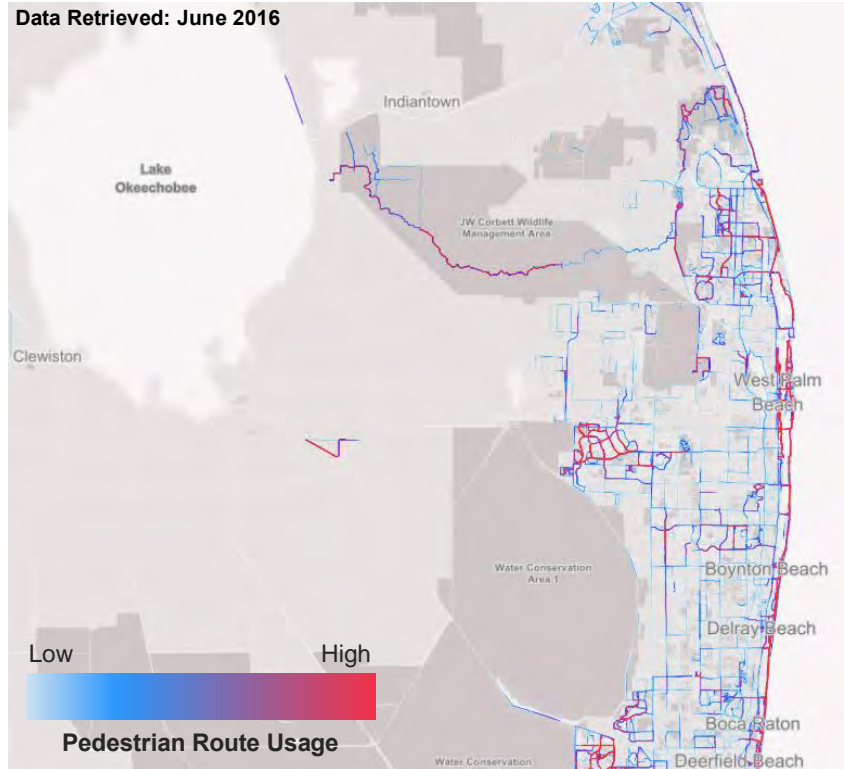 Data Retrieved: June 2016
Indiantown
Lake
Okeechobee
JW Corbett Wildlife
Management Area
Clewiston
West Palm
Beach
Water Conservation
Area 1
Boynton Beach
Delray Beach
Low High
Boca Raton
Pedestrian Route Usage
Water Conservation
Deerfield Beach